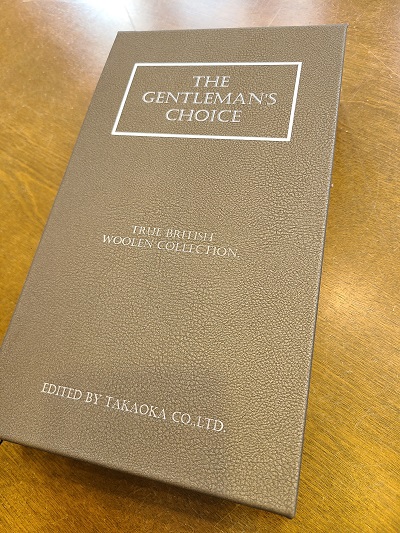 THE
GENTLEMAN'S
CHOICE
TRUE BRITISH
WOOLEN COLLECTION
EDITED BY TAKAOKA CO.,LTD.